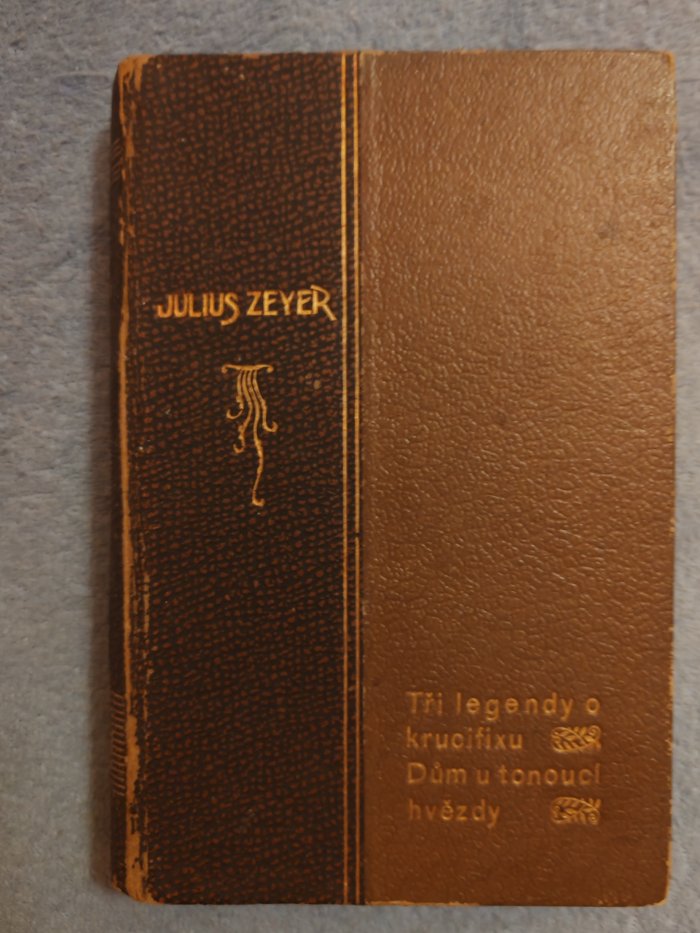 JULIUS ZEYER
Tři legendy o
krucifixu
Dům u tonoucí
hvězdy